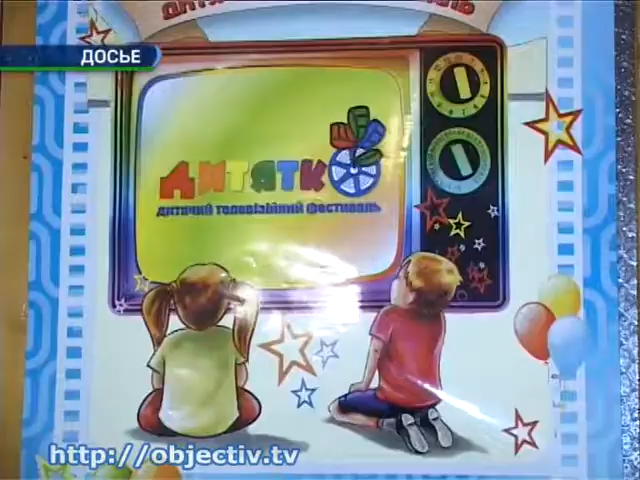 ДОСЬЕ
ДИТЯТКО
ДИТЯЧИЙ ТЕЛЕВІЗІЙНИЙ ФЕСТИВАЛЬ
http://objectiv.tv